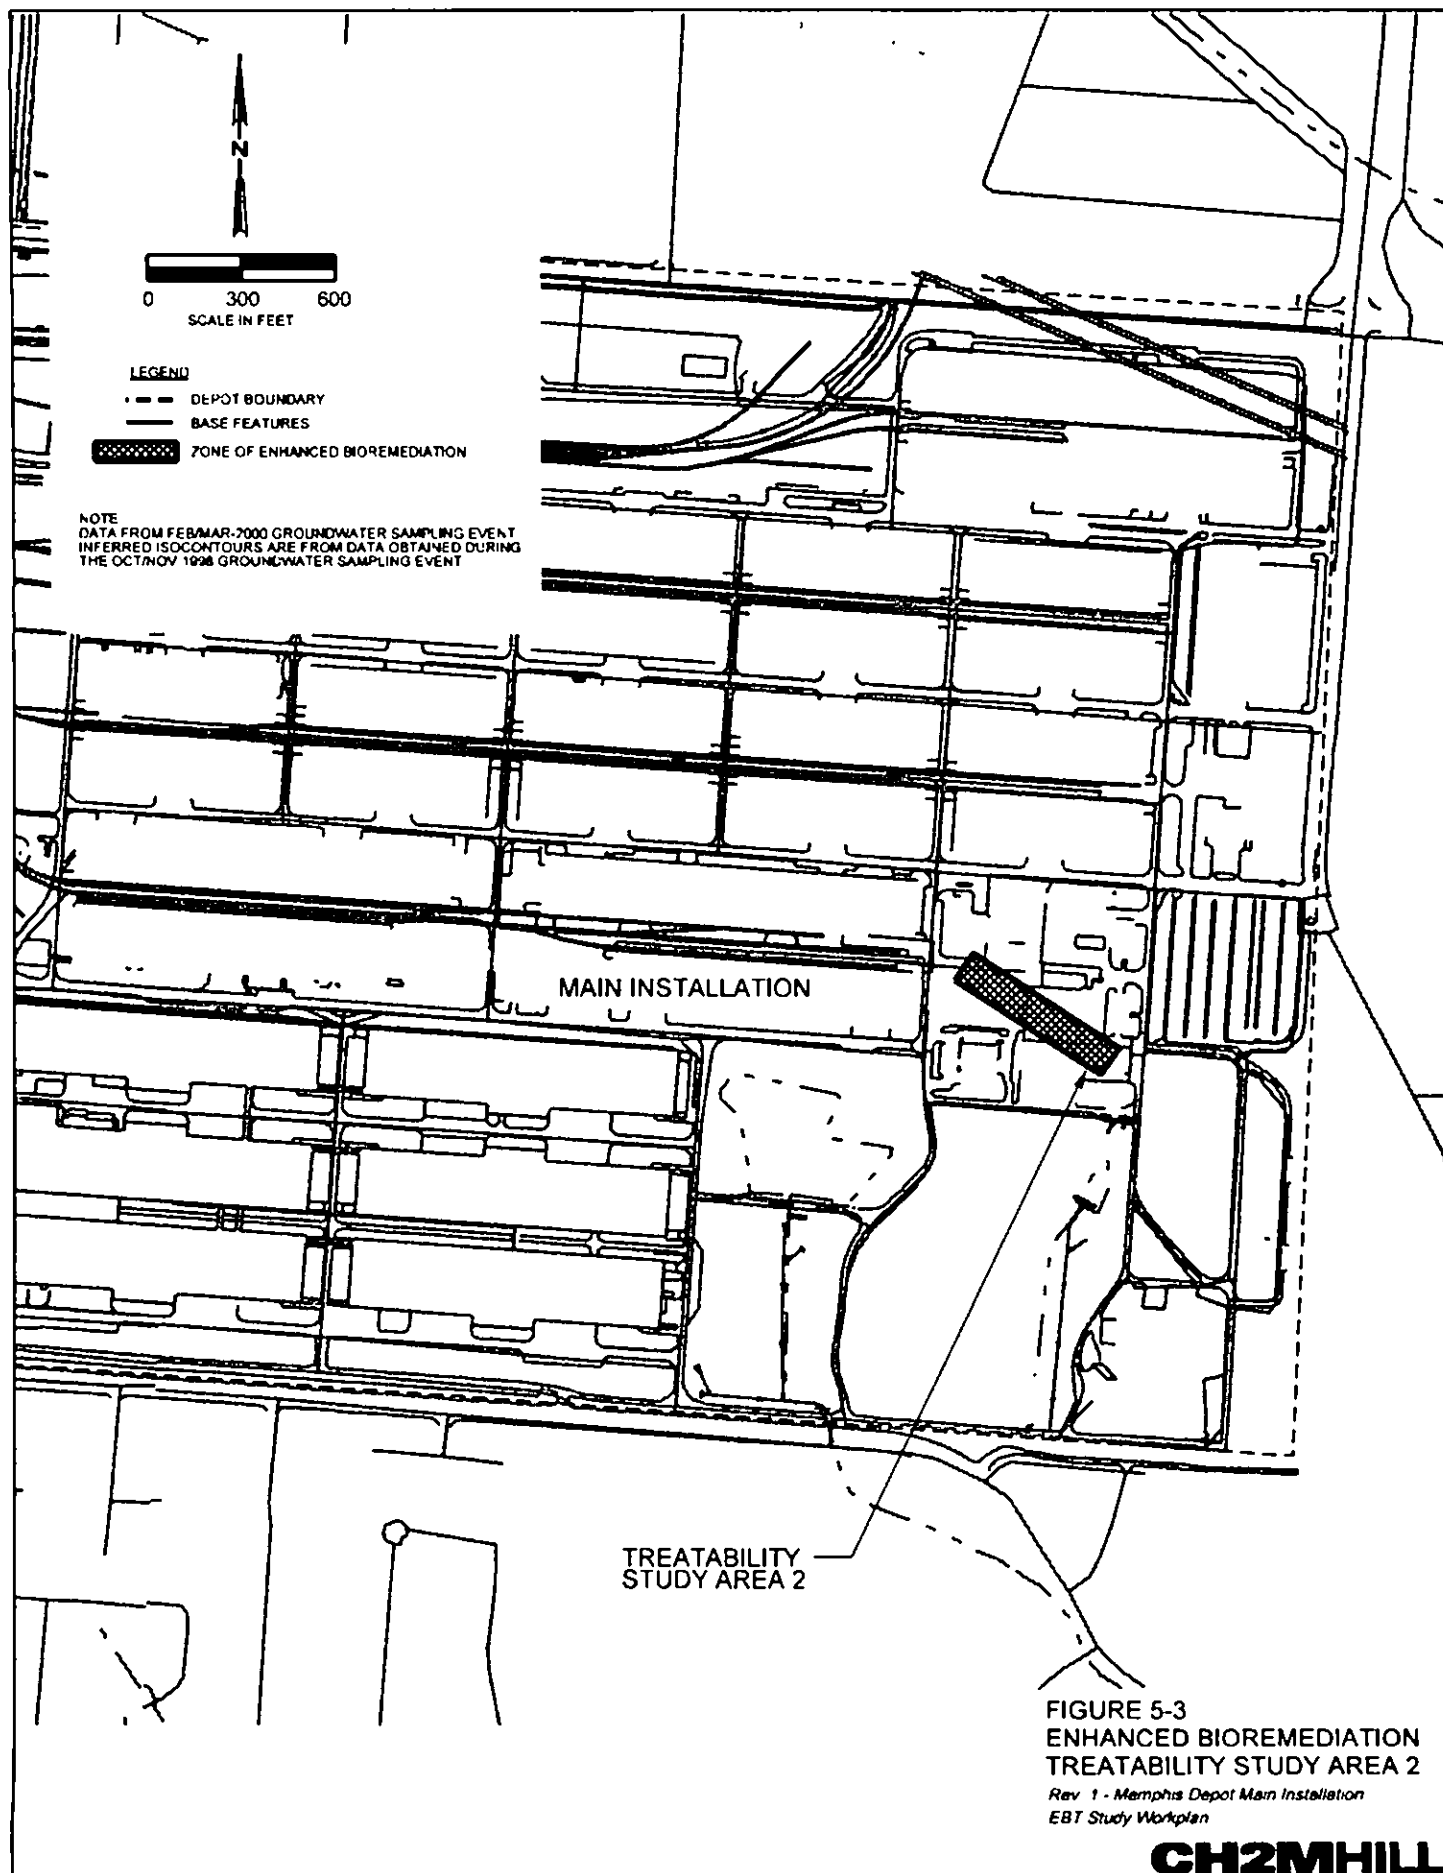 N
0 300 600
SCALE IN FEET
LEGEND
DEPOT BOUNDARY
BASE FEATURES
ZONE OF ENHANCED BIOREMEDIATION
NOTE
DATA FROM FEB/MAR-2000 GROUNDWATER SAMPLING EVENT
INFERRED ISOCONTOURS ARE FROM DATA OBTAINED DURING
THE OCT/NOV 1998 GROUNDWATER SAMPLING EVENT
MAIN INSTALLATION
TREATABILITY
STUDY AREA 2
FIGURE 5-3
ENHANCED BIOREMEDIATION
TREATABILITY STUDY AREA 2
Rev 1 - Memphis Depot Main Installation
EBT Study Workplan
CH2MHILL